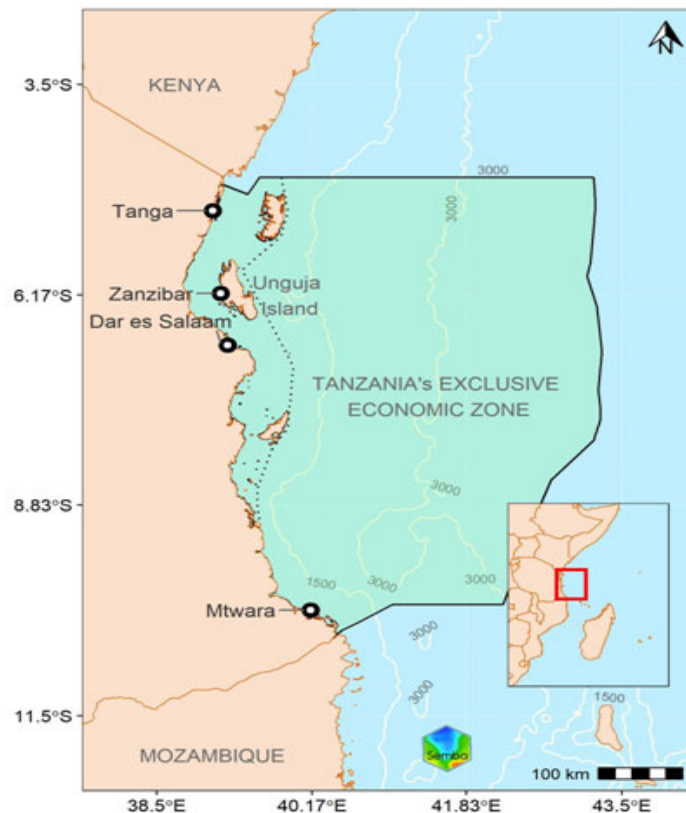 3.5°S
KENYA
3000
3000
Tanga
6.17°S
Zanzibar
Unguja
Island
Dar es Salaam
TANZANIA's EXCLUSIVE
ECONOMIC ZONE
8.83°S
3000
1500
3000
3000
Mtwara
3000
3000
1500
11.5°S
MOZAMBIQUE
Semba
100 km
38.5°E
40.17°E
41.83°E
43.5°E